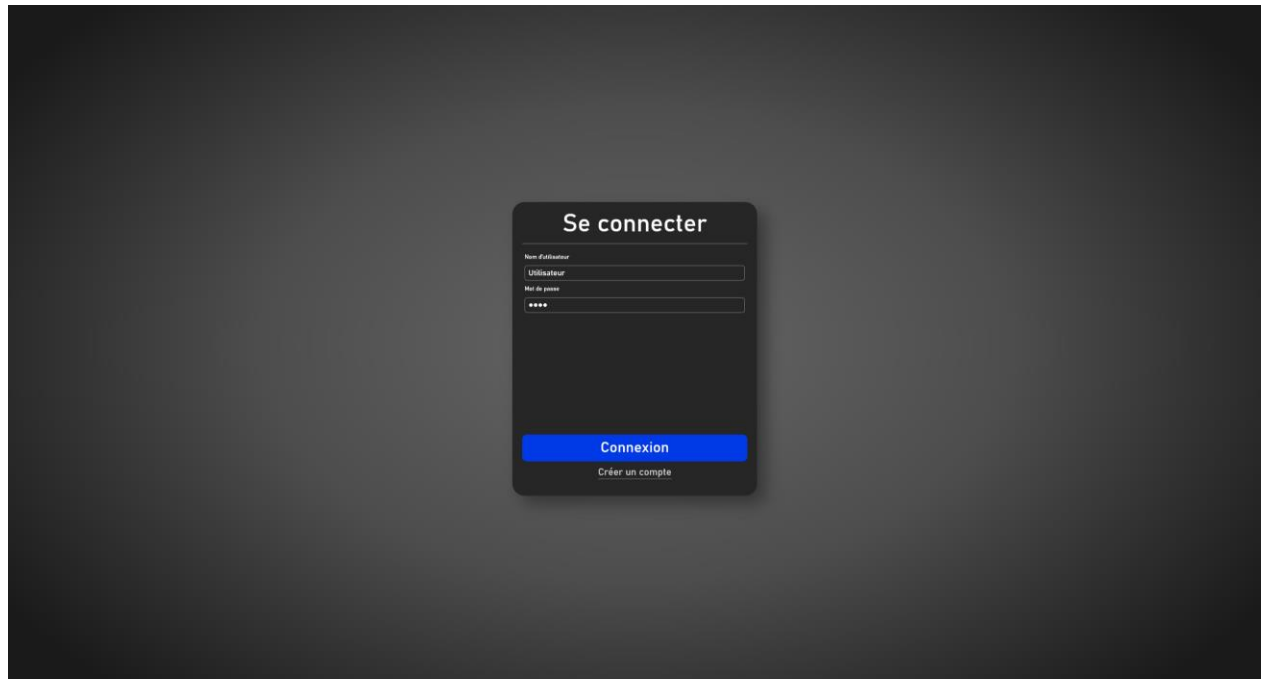 Se connecter
Nom d'utilisateur
Utilisateur
Mot de passe
••••
Connexion
Créer un compte